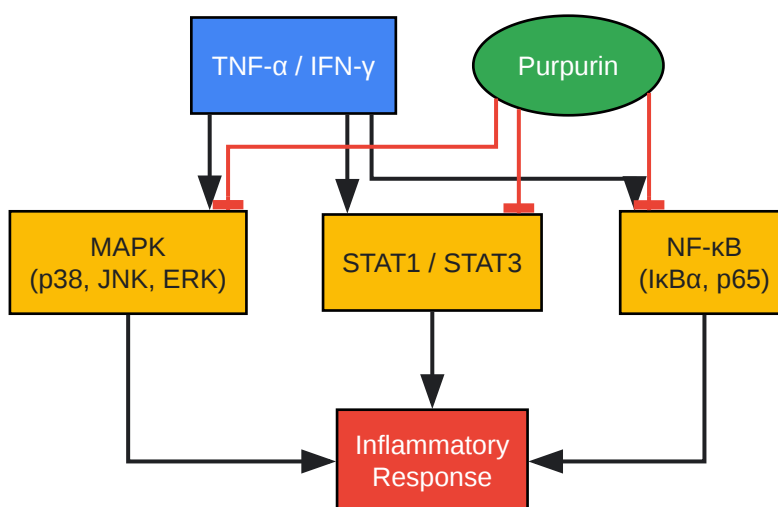 TNF-α / IFN-γ
Purpurin
MAPK
(p38, JNK, ERK)
STAT1 / STAT3
NF-κB
(IκBα, p65)
Inflammatory
Response